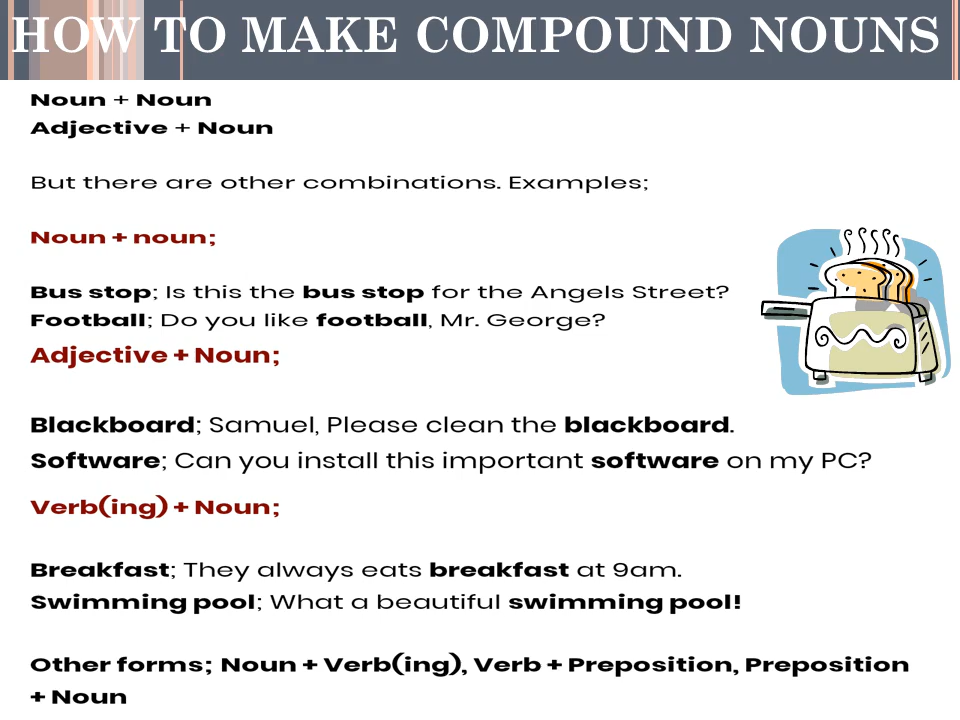 HOW TO MAKE COMPOUND NOUNS
Noun + Noun
Adjective + Noun
But there are other combinations. Examples;
Noun + noun;
Bus stop; Is this the bus stop for the Angels Street?
Football; Do you like football, Mr. George?
Adjective + Noun;
Blackboard; Samuel, Please clean the blackboard.
Software; Can you install this important software on my PC?
Verb(ing) + Noun;
Breakfast; They always eats breakfast at 9am.
Swimming pool; What a beautiful swimming pool!
Other forms; Noun + Verb(ing), Verb + Preposition, Preposition
+ Noun